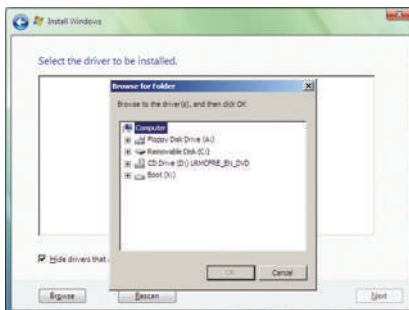 Install Windows
Select the driver to be installed.
Browse for Folder
Browse to the driver(s), and then click OK
Computer
Floppy Disk Drive (A:)
Removable Disk (C:)
CD Drive (D:) LRMCFRE_EN_DVD
Boot (X:)
Hide drivers that
OK
Cancel
Browse
Rescan
Next